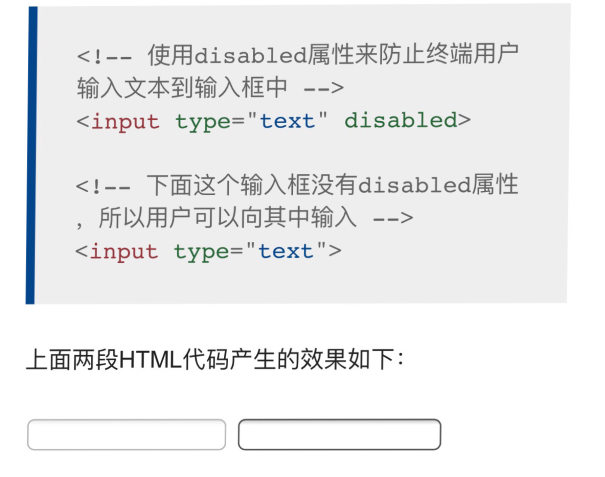 <!-- 使用disabled属性来防止终端用户
输入文本到输入框中 -->
<input type="text" disabled>
<!-- 下面这个输入框没有disabled属性
，所以用户可以向其中输入 -->
<input type="text">
上面两段HTML代码产生的效果如下：